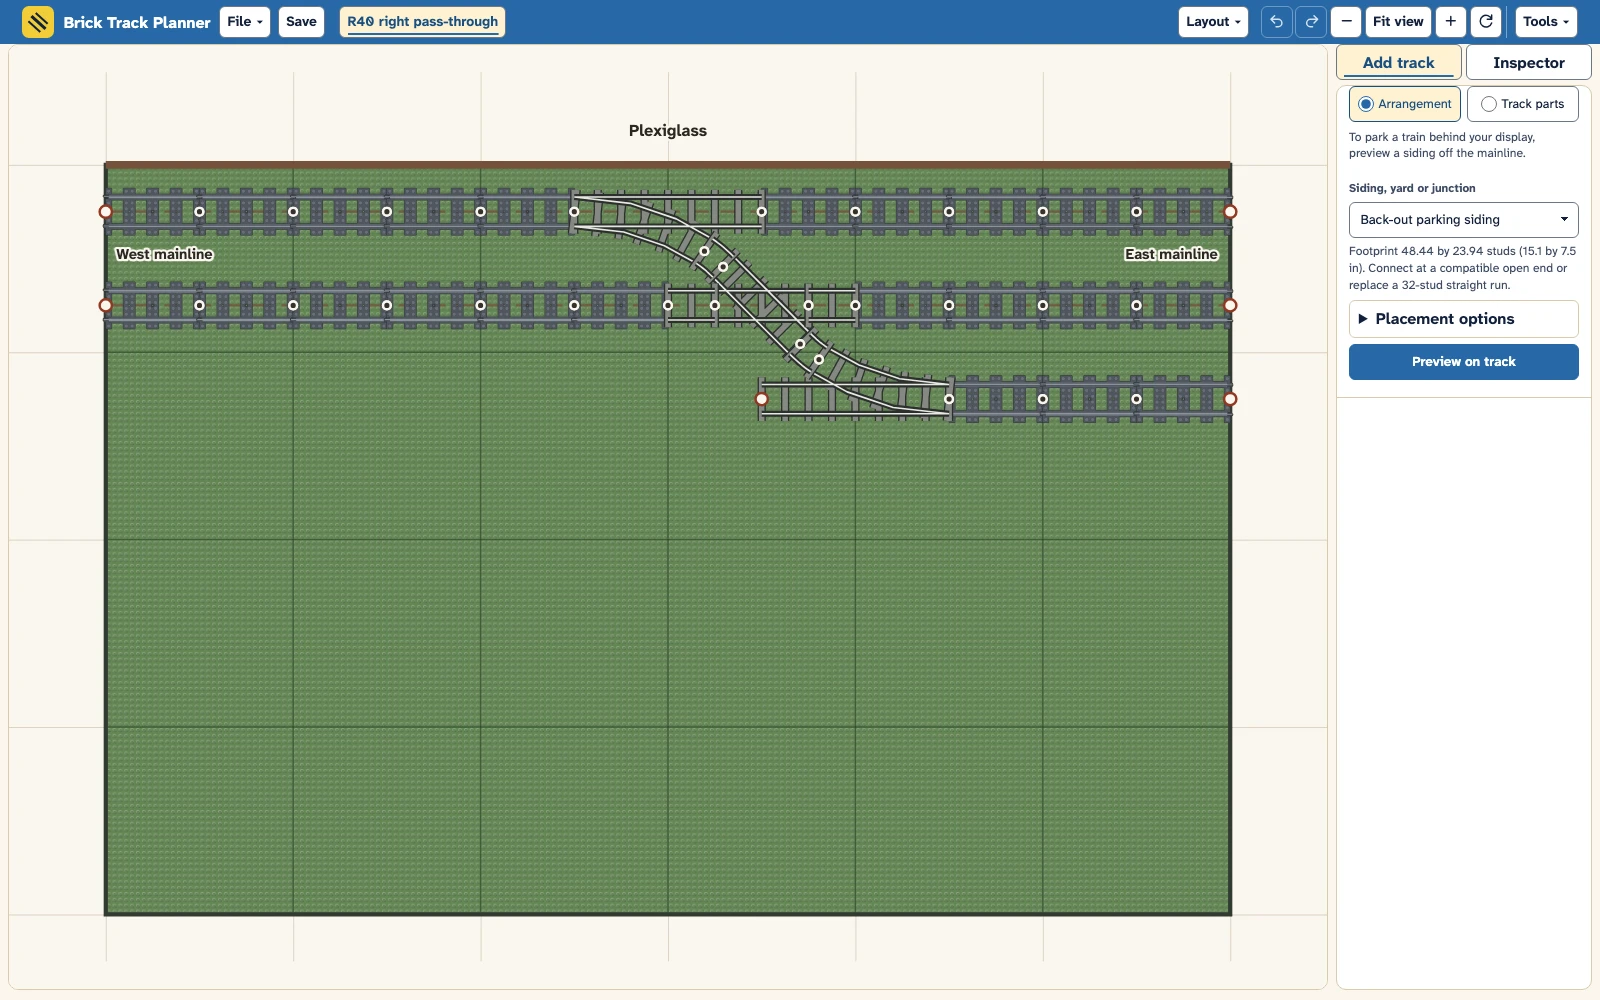 Brick Track Planner
File
Save
R40 right pass-through
Layout
Fit view
Tools
Add track
Inspector
Arrangement
Track parts
To park a train behind your display,
preview a siding off the mainline.
Siding, yard or junction
Back-out parking siding
Footprint 48.44 by 23.94 studs (15.1 by 7.5
in). Connect at a compatible open end or
replace a 32-stud straight run.
Placement options
Preview on track
Plexiglass
West mainline
East mainline